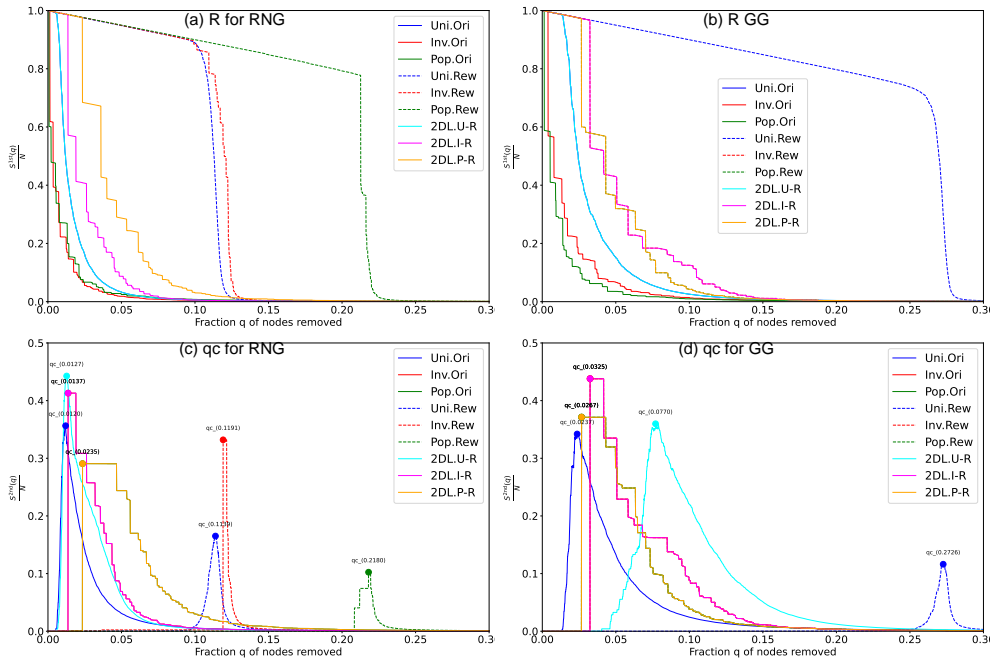 (a) R for RNG
1.0
0.8
0.6
0.4
0.2
0.0
S^{1st}(q)/N
0.00 0.05 0.10 0.15 0.20 0.25 0.30
Fraction q of nodes removed
Uni.Ori
Inv.Ori
Pop.Ori
Uni.Rew
Inv.Rew
Pop.Rew
2DL.U-R
2DL.I-R
2DL.P-R
(b) R GG
1.0
0.8
0.6
0.4
0.2
0.0
S^{1st}(q)/N
0.00 0.05 0.10 0.15 0.20 0.25 0.30
Fraction q of nodes removed
Uni.Ori
Inv.Ori
Pop.Ori
Uni.Rew
Inv.Rew
Pop.Rew
2DL.U-R
2DL.I-R
2DL.P-R
(c) qc for RNG
0.5
0.4
0.3
0.2
0.1
0.0
S^{2nd}(q)/N
qc_(0.0127)
qc_(0.0137)
qc_(0.0120)
qc_(0.0235)
qc_(0.1191)
qc_(0.1139)
qc_(0.2180)
0.00 0.05 0.10 0.15 0.20 0.25 0.30
Fraction q of nodes removed
Uni.Ori
Inv.Ori
Pop.Ori
Uni.Rew
Inv.Rew
Pop.Rew
2DL.U-R
2DL.I-R
2DL.P-R
(d) qc for GG
0.5
0.4
0.3
0.2
0.1
0.0
S^{2nd}(q)/N
qc_(0.0325)
qc_(0.0267)
qc_(0.0237)
qc_(0.0770)
qc_(0.2726)
0.00 0.05 0.10 0.15 0.20 0.25 0.30
Fraction q of nodes removed
Uni.Ori
Inv.Ori
Pop.Ori
Uni.Rew
Inv.Rew
Pop.Rew
2DL.U-R
2DL.I-R
2DL.P-R